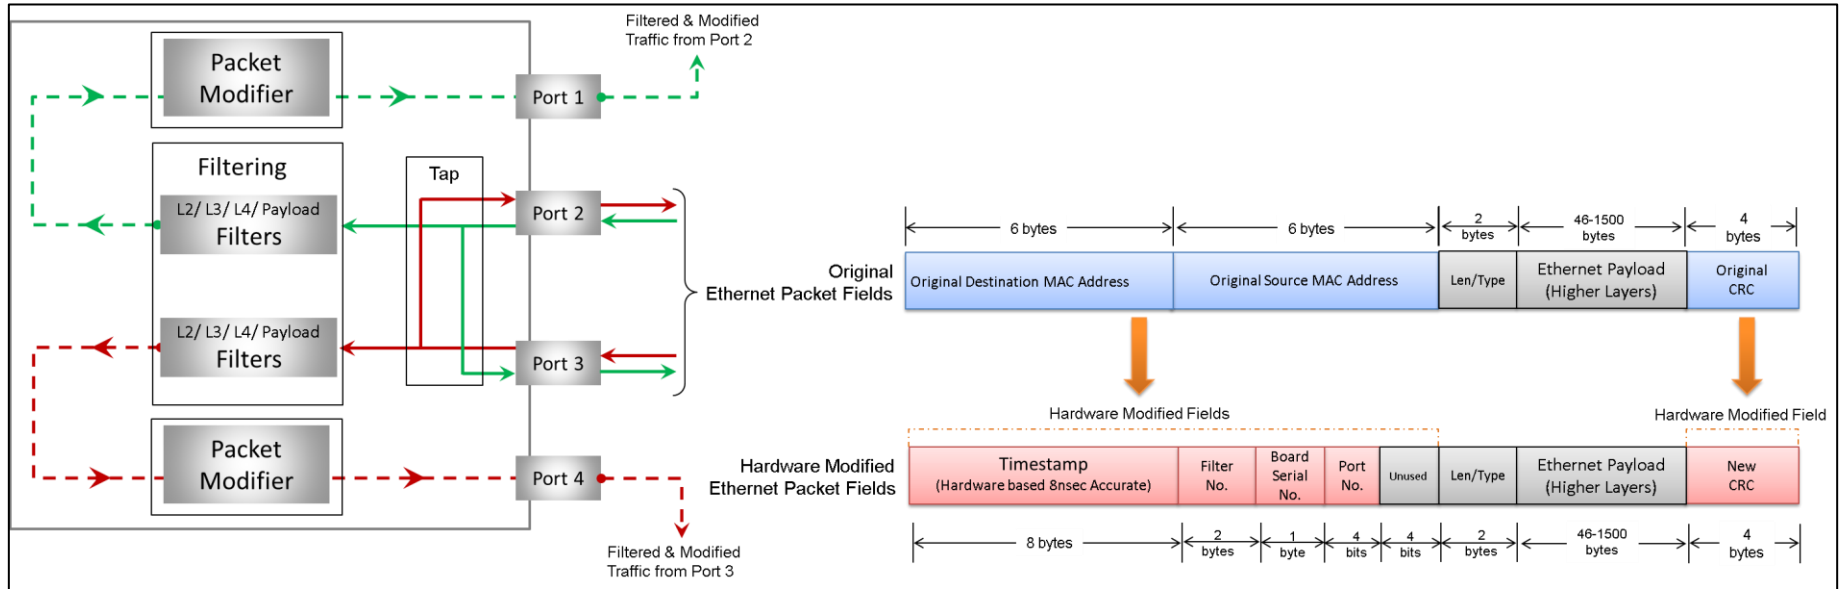 Filtered & Modified
Traffic from Port 2
Packet
Modifier
Port 1
Filtering
L2/ L3/ L4/ Payload
Filters
Tap
Port 2
L2/ L3/ L4/ Payload
Filters
Port 3
Packet
Modifier
Port 4
Filtered & Modified
Traffic from Port 3
6 bytes
6 bytes
2
bytes
46-1500
bytes
4
bytes
Original
Ethernet Packet Fields
Original Destination MAC Address
Original Source MAC Address
Len/Type
Ethernet Payload
(Higher Layers)
Original
CRC
Hardware Modified Fields
Hardware Modified Field
Hardware Modified
Ethernet Packet Fields
Timestamp
(Hardware based 8nsec Accurate)
Filter
No.
Board
Serial
No.
Port
No.
Unused
Len/Type
Ethernet Payload
(Higher Layers)
New
CRC
8 bytes
2
bytes
1
byte
4
bits
4
bits
2
bytes
46-1500
bytes
4
bytes